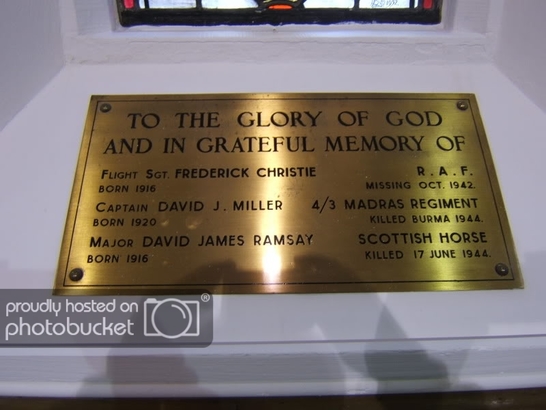 TO THE GLORY OF GOD
AND IN GRATEFUL MEMORY OF
FLIGHT SGT. FREDERICK CHRISTIE R.A.F.
BORN 1916 MISSING OCT. 1942.
CAPTAIN DAVID J. MILLER 4/3 MADRAS REGIMENT
BORN 1920 KILLED BURMA 1944.
MAJOR DAVID JAMES RAMSAY SCOTTISH HORSE
BORN 1916 KILLED 17 JUNE 1944.
proudly hosted on
photobucket®